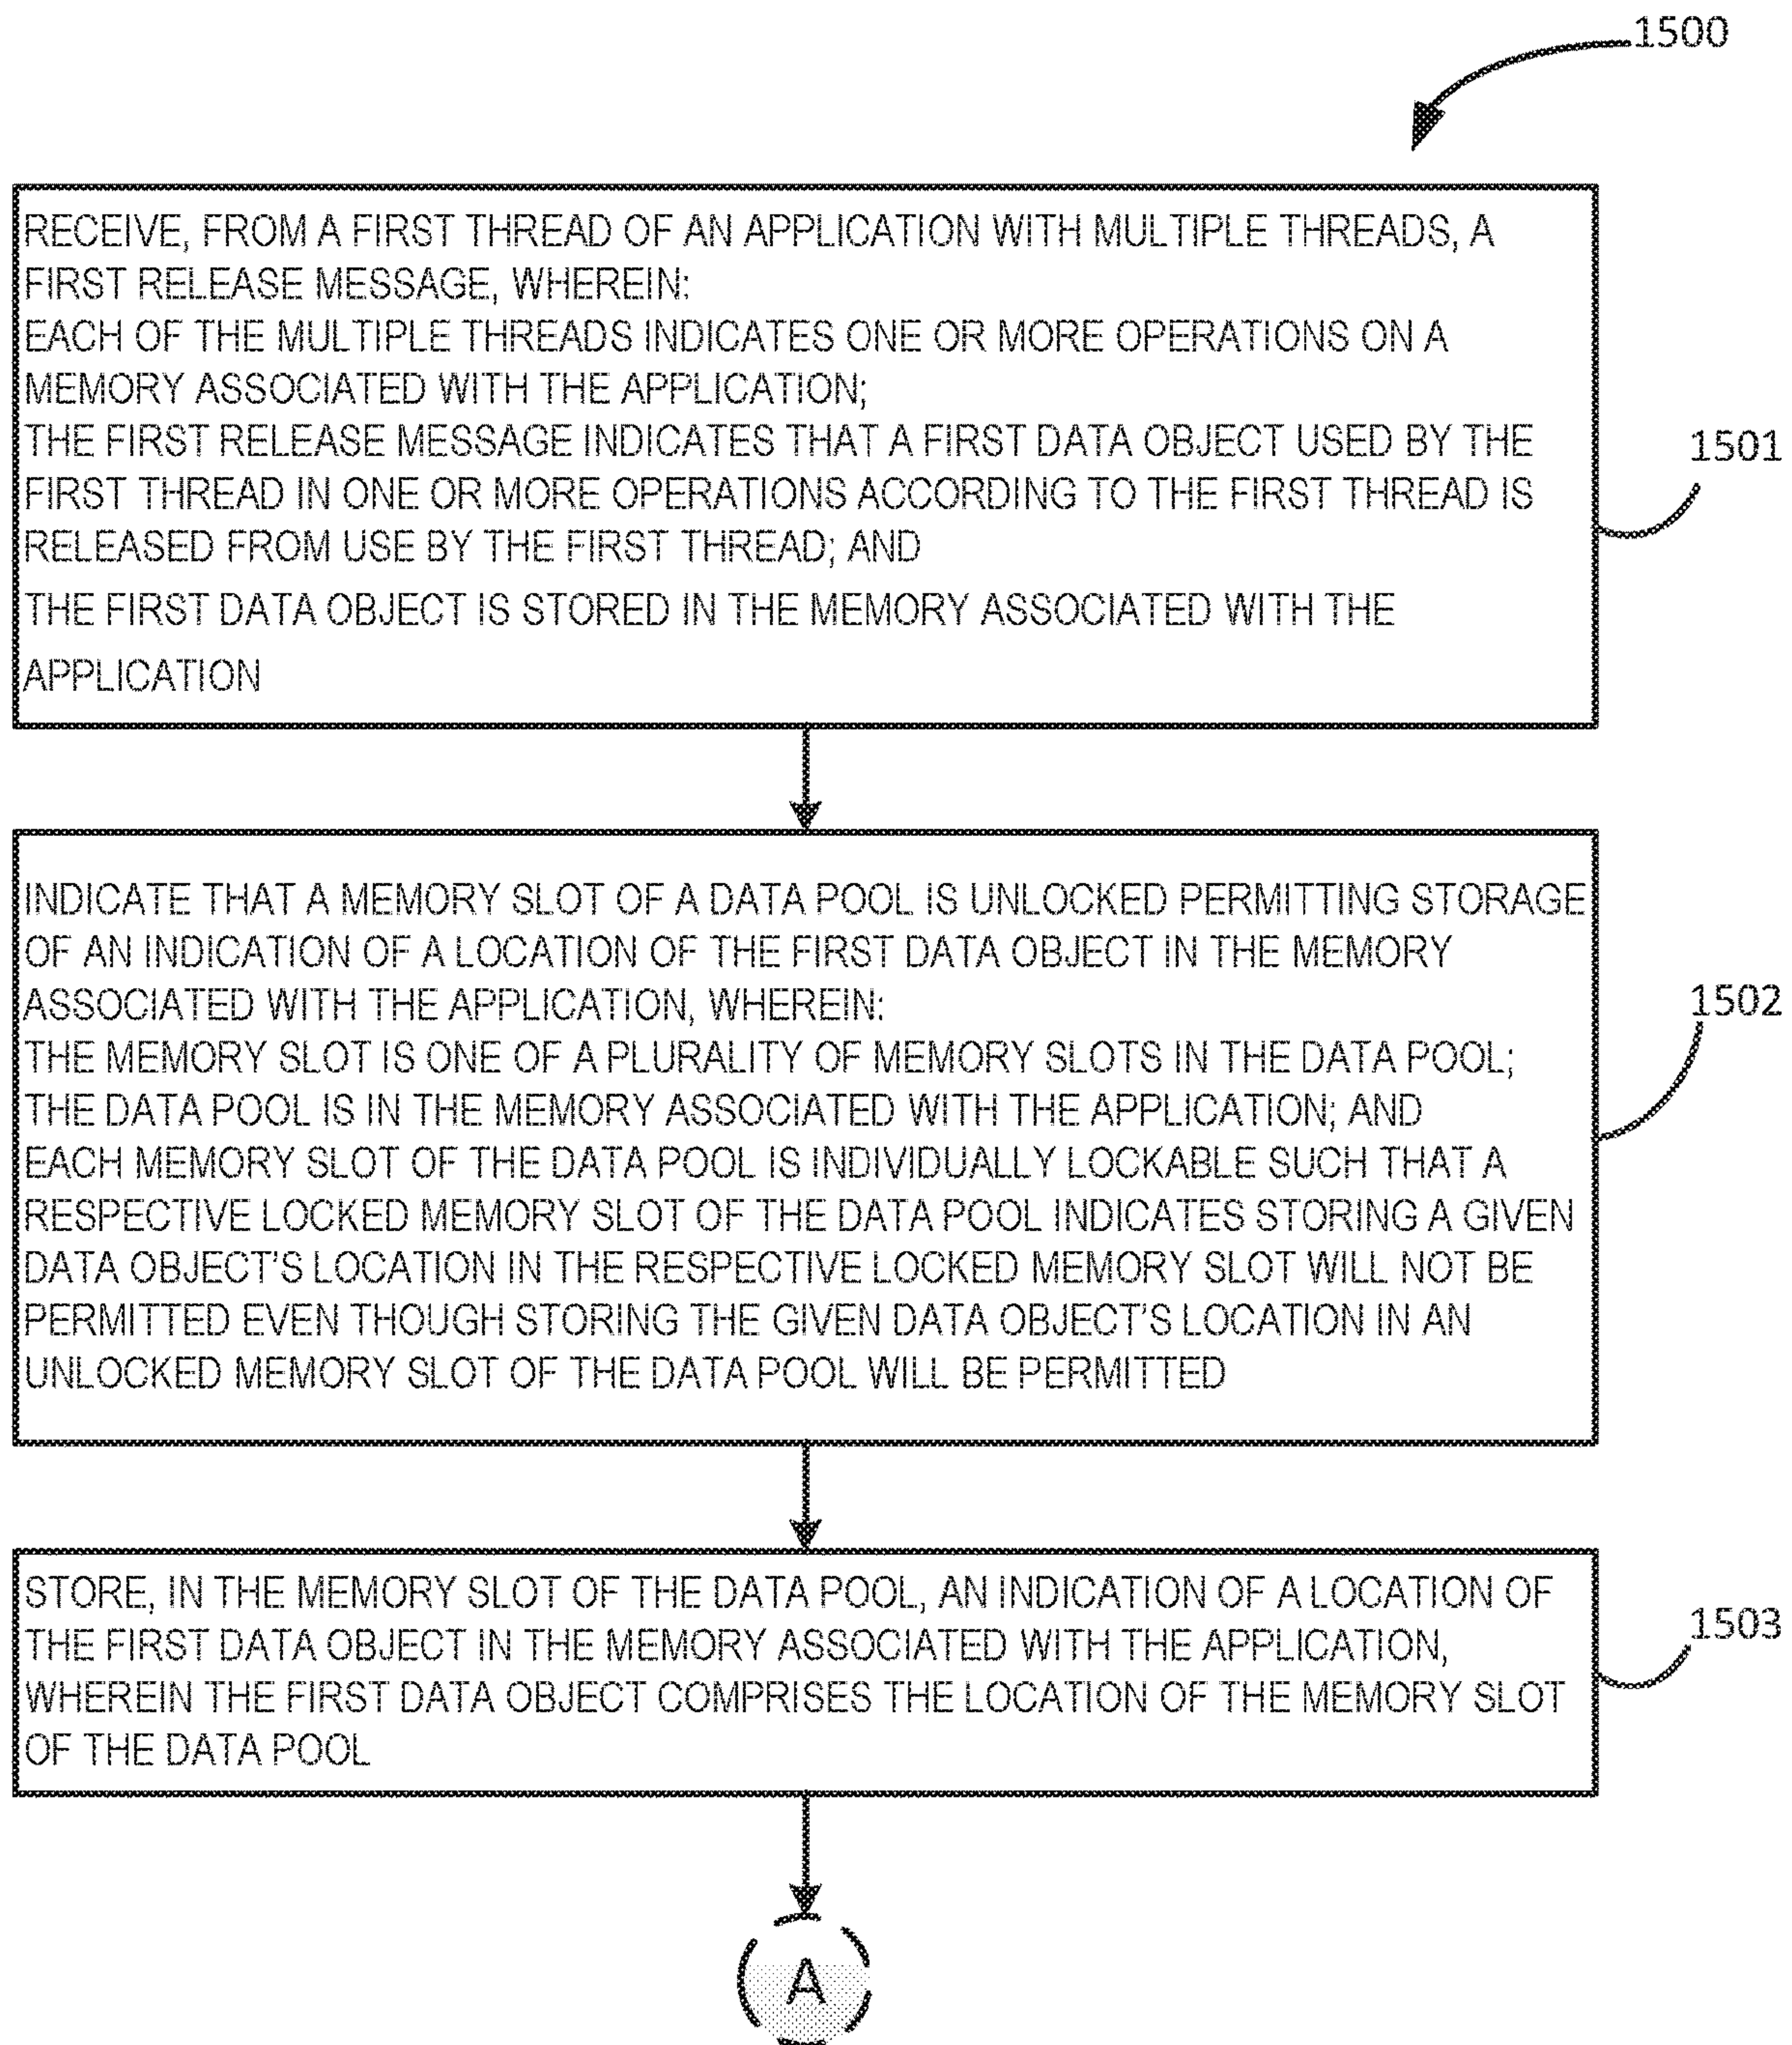 1500
RECEIVE, FROM A FIRST THREAD OF AN APPLICATION WITH MULTIPLE THREADS, A
FIRST RELEASE MESSAGE, WHEREIN:
EACH OF THE MULTIPLE THREADS INDICATES ONE OR MORE OPERATIONS ON A
MEMORY ASSOCIATED WITH THE APPLICATION;
THE FIRST RELEASE MESSAGE INDICATES THAT A FIRST DATA OBJECT USED BY THE
FIRST THREAD IN ONE OR MORE OPERATIONS ACCORDING TO THE FIRST THREAD IS
RELEASED FROM USE BY THE FIRST THREAD; AND
THE FIRST DATA OBJECT IS STORED IN THE MEMORY ASSOCIATED WITH THE
APPLICATION
1501
INDICATE THAT A MEMORY SLOT OF A DATA POOL IS UNLOCKED PERMITTING STORAGE
OF AN INDICATION OF A LOCATION OF THE FIRST DATA OBJECT IN THE MEMORY
ASSOCIATED WITH THE APPLICATION, WHEREIN:
THE MEMORY SLOT IS ONE OF A PLURALITY OF MEMORY SLOTS IN THE DATA POOL;
THE DATA POOL IS IN THE MEMORY ASSOCIATED WITH THE APPLICATION; AND
EACH MEMORY SLOT OF THE DATA POOL IS INDIVIDUALLY LOCKABLE SUCH THAT A
RESPECTIVE LOCKED MEMORY SLOT OF THE DATA POOL INDICATES STORING A GIVEN
DATA OBJECT'S LOCATION IN THE RESPECTIVE LOCKED MEMORY SLOT WILL NOT BE
PERMITTED EVEN THOUGH STORING THE GIVEN DATA OBJECT'S LOCATION IN AN
UNLOCKED MEMORY SLOT OF THE DATA POOL WILL BE PERMITTED
1502
STORE, IN THE MEMORY SLOT OF THE DATA POOL, AN INDICATION OF A LOCATION OF
THE FIRST DATA OBJECT IN THE MEMORY ASSOCIATED WITH THE APPLICATION,
WHEREIN THE FIRST DATA OBJECT COMPRISES THE LOCATION OF THE MEMORY SLOT
OF THE DATA POOL
1503
A